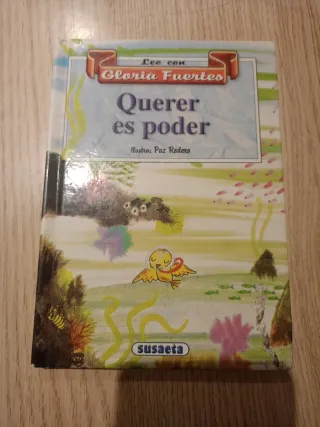 Lee con
Gloria Fuertes
Querer
es poder
Ilustra: Paz Rodero
susaeta